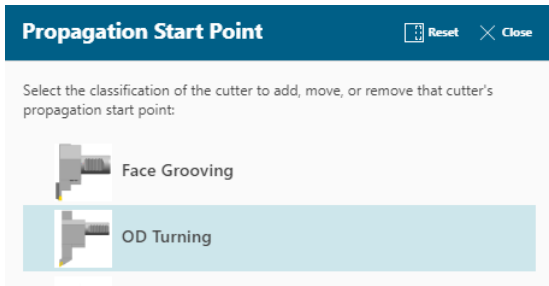 Propagation Start Point
Reset
Close
Select the classification of the cutter to add, move, or remove that cutter's
propagation start point:
Face Grooving
OD Turning